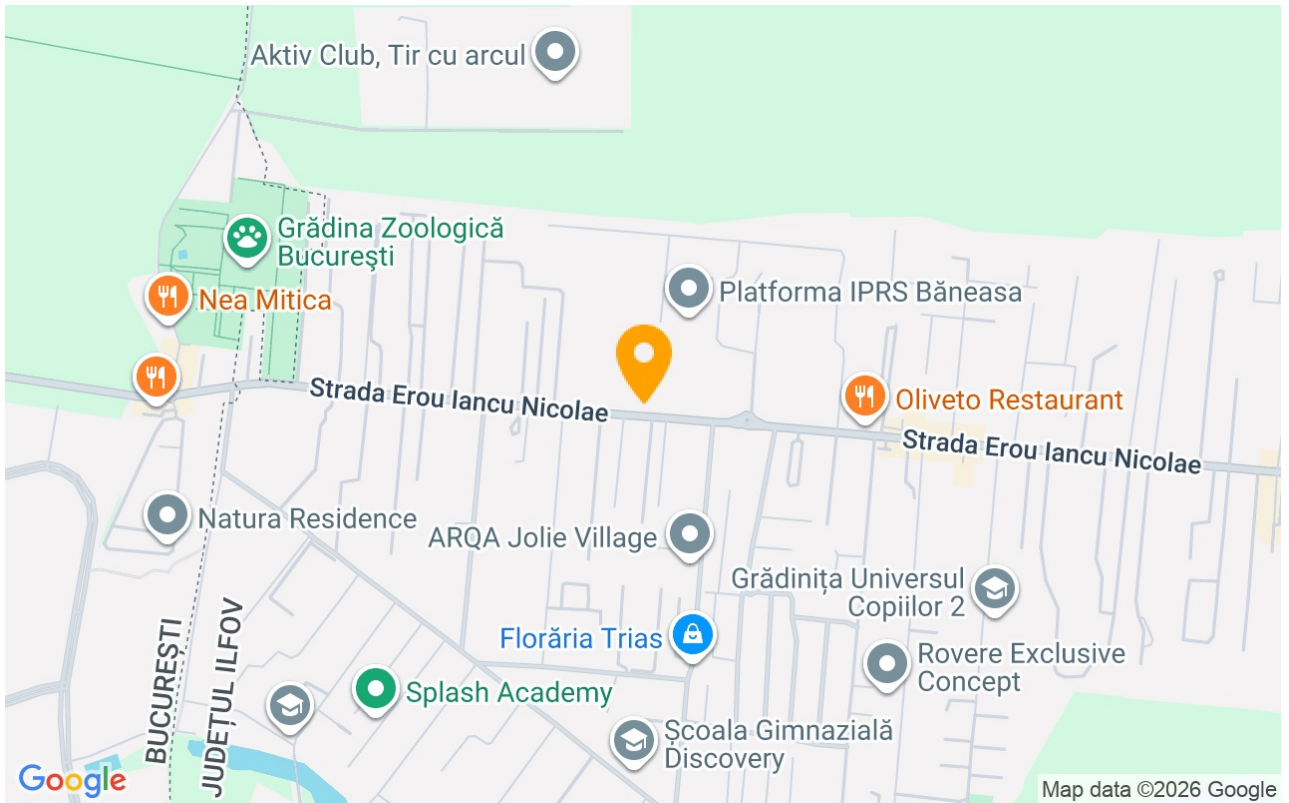 Aktiv Club, Tir cu arcul
Grădina Zoologică
București
Nea Mitica
Platforma IPRS Băneasa
Strada Erou Iancu Nicolae
Oliveto Restaurant
Strada Erou Iancu Nicolae
Natura Residence
ARQA Jolie Village
Grădinița Universul
Copiilor 2
Florăria Trias
Rovere Exclusive
Concept
BUCUREȘTI
JUDEȚUL ILFOV
Splash Academy
Școala Gimnazială
Discovery
Google
Map data ©2026 Google